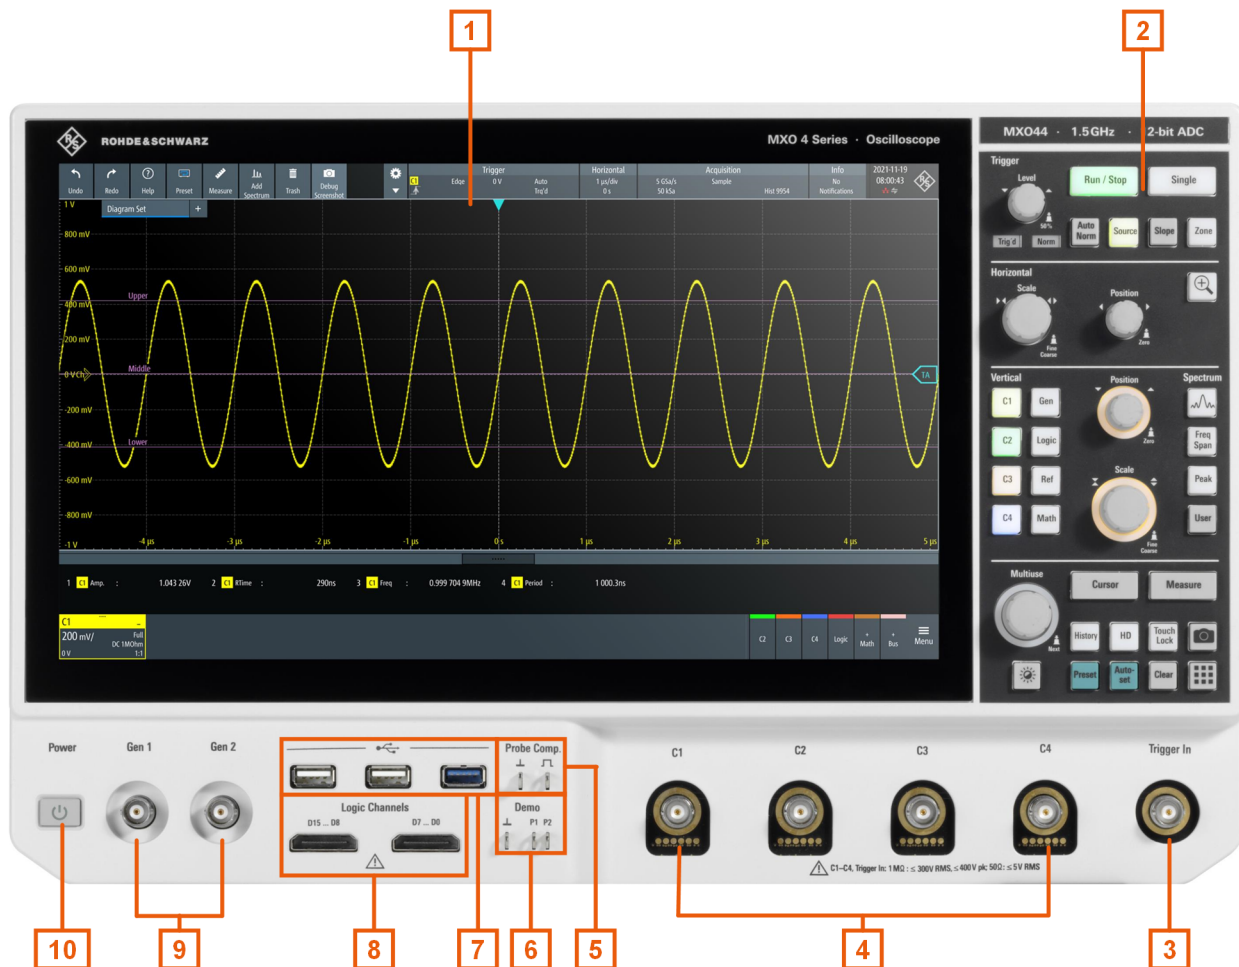 1
2
ROHDE&SCHWARZ
MXO 4 Series · Oscilloscope
MXO44 · 1.5GHz · 2-bit ADC
Undo
Redo
Help
Preset
Measure
Add
Spectrum
Trash
Debug
Screenshot
Trigger
C1 Edge 0 V Auto
Trg'd
Horizontal
1 µs/div
0 s
Acquisition
5 GSa/s Sample
50 kSa Hist 9954
Info
No
Notifications
2021-11-19
08:00:43
Diagram Set +
1 V
800 mV
600 mV
Upper
400 mV
200 mV
Middle
0 V
TA
-200 mV
Lower
-400 mV
-600 mV
-800 mV
-1 V
-4 µs
-3 µs
-2 µs
-1 µs
0 s
1 µs
2 µs
3 µs
4 µs
5 µs
1 C1 Amp. : 1.043 26V 2 C1 RTime : 290ns 3 C1 Freq : 0.999 704 9MHz 4 C1 Period : 1 000.3ns
C1
200 mV/ Full
DC 1MOhm
0 V 1:1
C2
C3
C4
Logic
+
Math
+
Bus
Menu
Trigger
Level
50%
Trig'd
Norm
Run / Stop
Single
Auto
Norm
Source
Slope
Zone
Horizontal
Scale
Fine
Coarse
Position
Zero
Vertical
C1
Gen
C2
Logic
C3
Ref
C4
Math
Position
Zero
Scale
Fine
Coarse
Spectrum
Freq
Span
Peak
User
Multiuse
Next
Cursor
Measure
History
HD
Touch
Lock
Preset
Auto-
set
Clear
Power
Gen 1
Gen 2
Probe Comp.
Logic Channels
D15 ... D8
D7 ... D0
Demo
P1 P2
C1
C2
C3
C4
Trigger In
C1–C4, Trigger In: 1 MΩ : ≤ 300V RMS, ≤ 400 V pk; 50Ω: ≤ 5V RMS
10
9
8
7
6
5
4
3